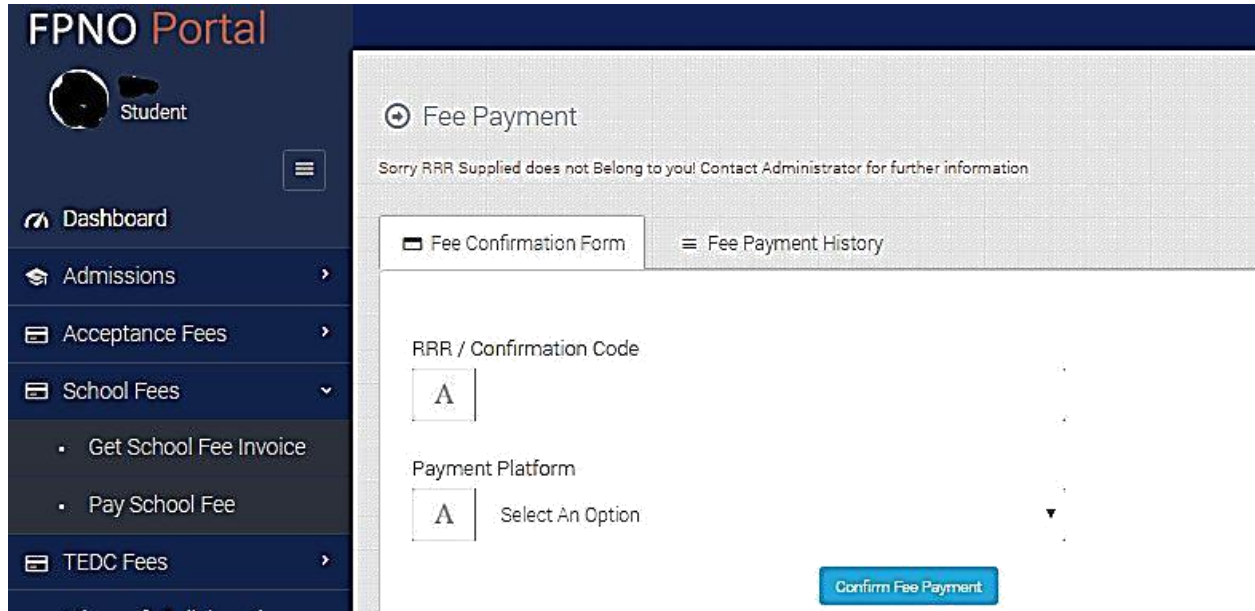 FPNO Portal
Student
Dashboard
Admissions
Acceptance Fees
School Fees
Get School Fee Invoice
Pay School Fee
TEDC Fees
Fee Payment
Sorry RRR Supplied does not Belong to you! Contact Administrator for further information
Fee Confirmation Form
Fee Payment History
RRR / Confirmation Code
A
Payment Platform
A Select An Option
Confirm Fee Payment